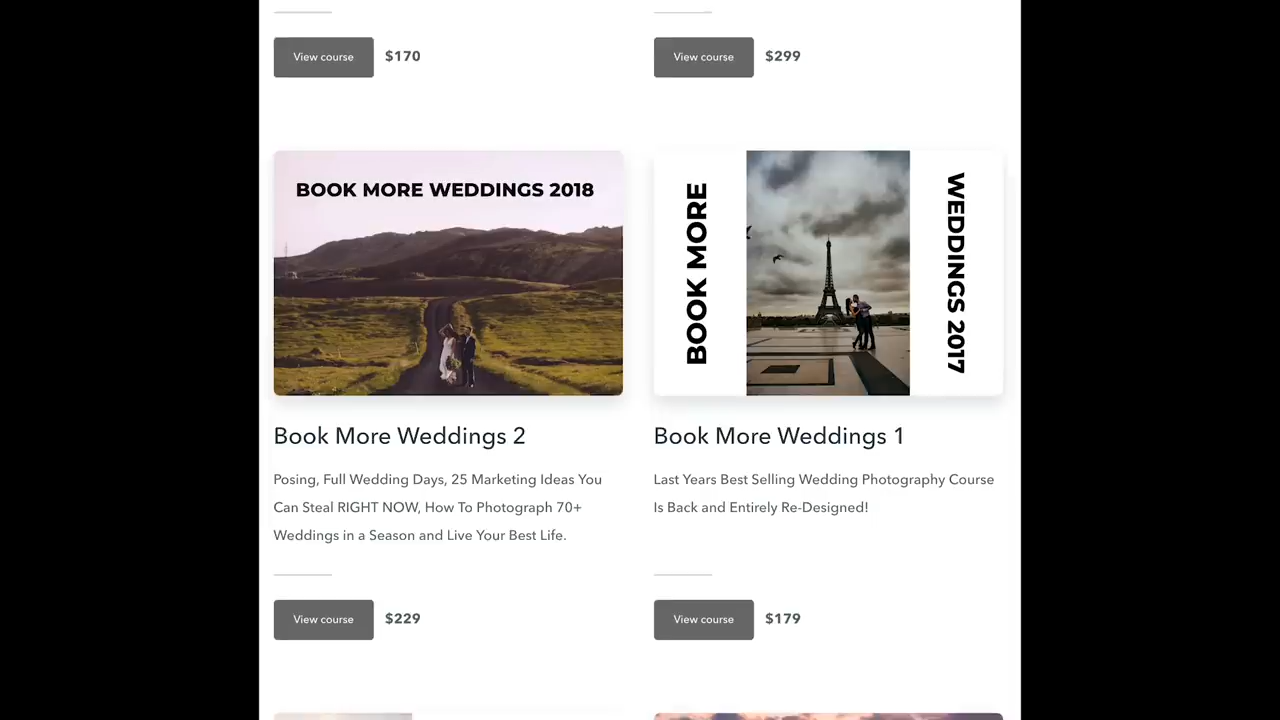 View course $170
View course $299
BOOK MORE WEDDINGS 2018
BOOK MORE
WEDDINGS 2017
Book More Weddings 2
Posing, Full Wedding Days, 25 Marketing Ideas You
Can Steal RIGHT NOW, How To Photograph 70+
Weddings in a Season and Live Your Best Life.
View course $229
Book More Weddings 1
Last Years Best Selling Wedding Photography Course
Is Back and Entirely Re-Designed!
View course $179